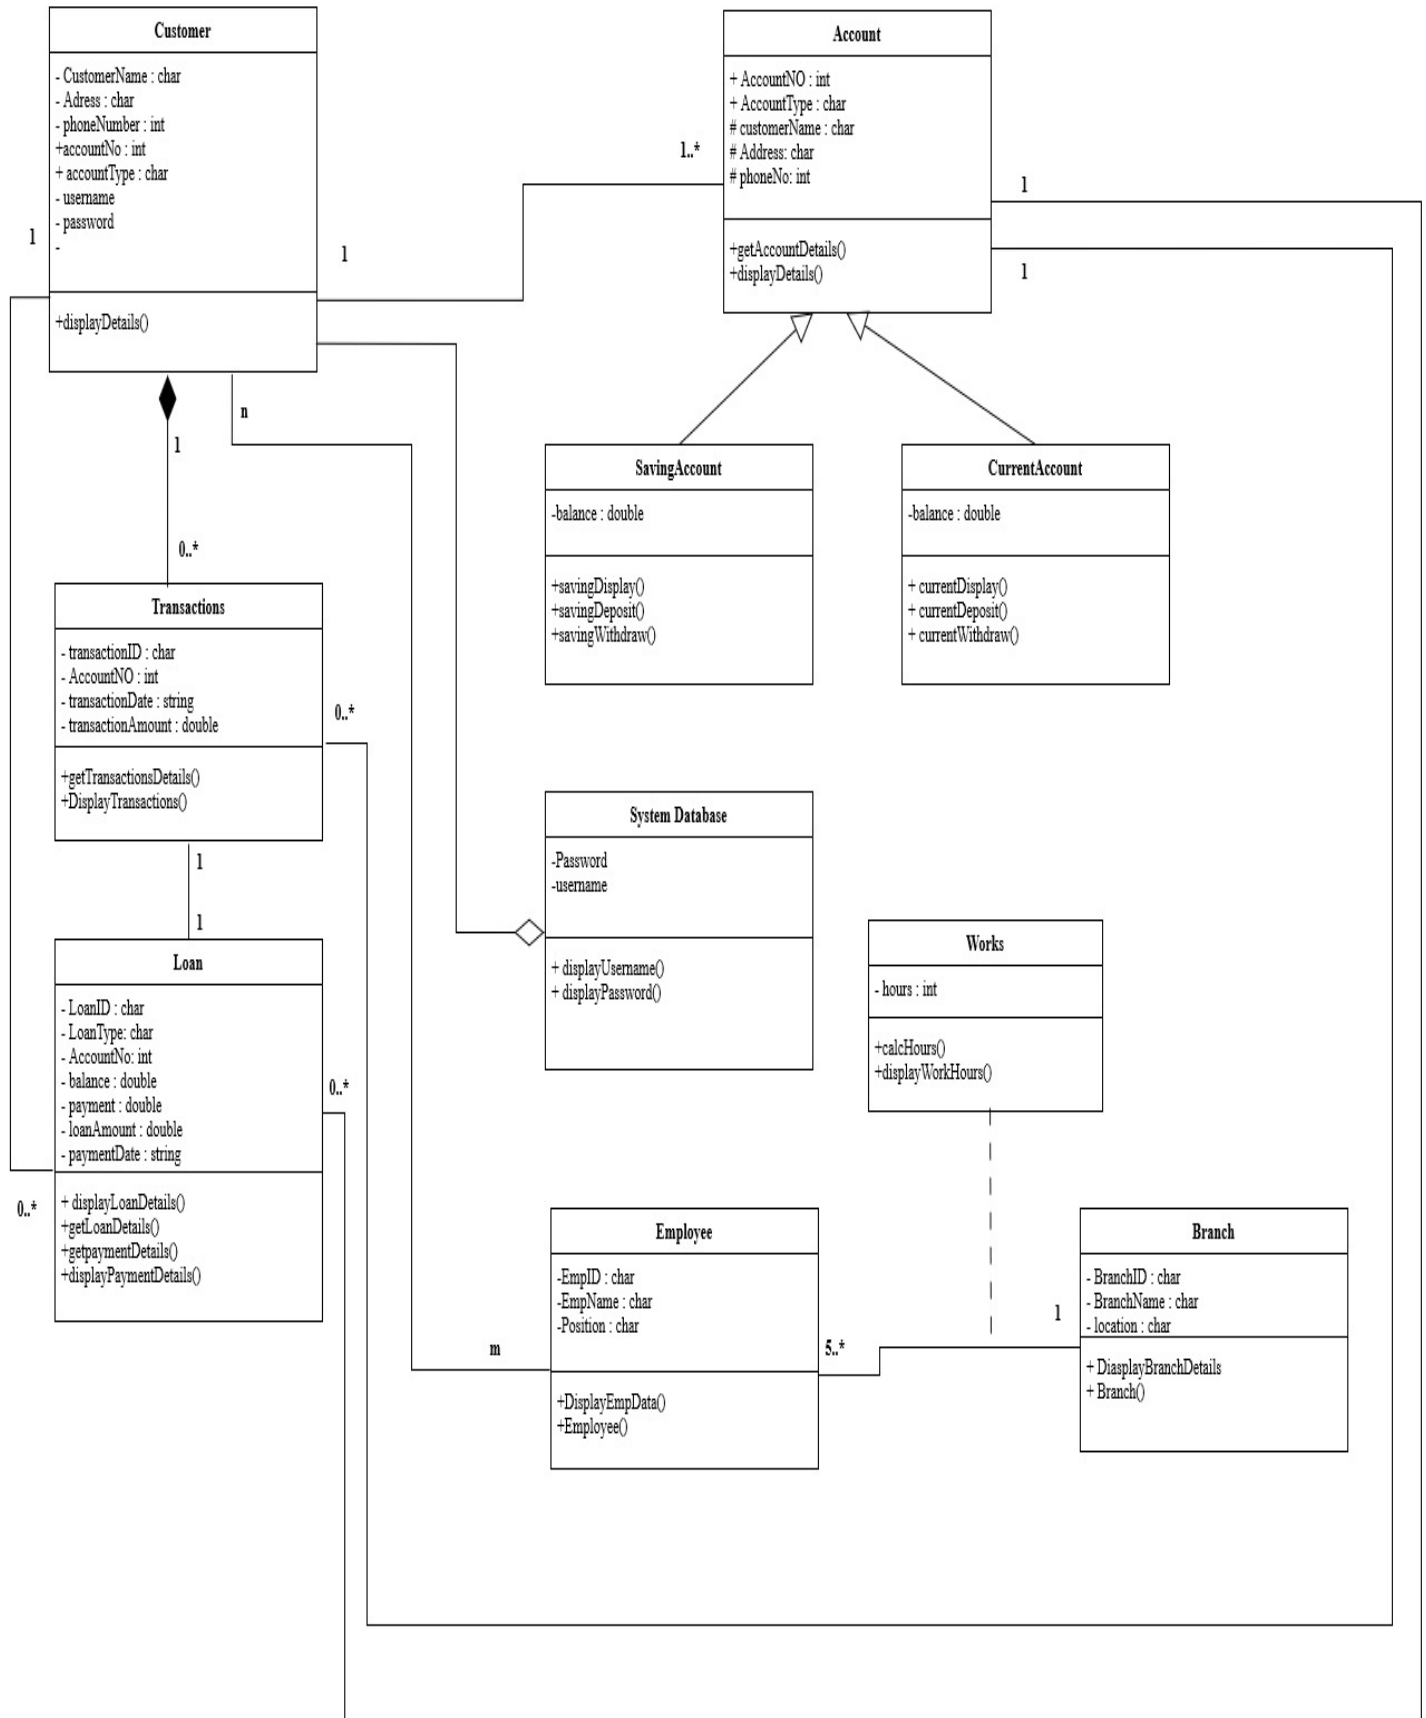 Customer
- CustomerName : char
- Adress : char
- phoneNumber : int
+accountNo : int
+ accountType : char
- username
- password
-
+displayDetails()
1
1
n
1
0..*
Account
+ AccountNO : int
+ AccountType : char
# customerName : char
# Address: char
# phoneNo: int
+getAccountDetails()
+displayDetails()
1..*
1
1
SavingAccount
-balance : double
+savingDisplay()
+savingDeposit()
+savingWithdraw()
CurrentAccount
-balance : double
+ currentDisplay()
+ currentDeposit()
+ currentWithdraw()
Transactions
- transactionID : char
- AccountNO : int
- transactionDate : string
- transactionAmount : double
+getTransactionsDetails()
+DisplayTransactions()
0..*
1
1
System Database
-Password
-username
+ displayUsername()
+ displayPassword()
Works
- hours : int
+calcHours()
+displayWorkHours()
Loan
- LoanID : char
- LoanType: char
- AccountNo: int
- balance : double
- payment : double
- loanAmount : double
- paymentDate : string
+ displayLoanDetails()
+getLoanDetails()
+getpaymentDetails()
+displayPaymentDetails()
0..*
0..*
Employee
-EmpID : char
-EmpName : char
-Position : char
+DisplayEmpData()
+Employee()
m
5..*
1
Branch
- BranchID : char
- BranchName : char
- location : char
+ DiasplayBranchDetails
+ Branch()